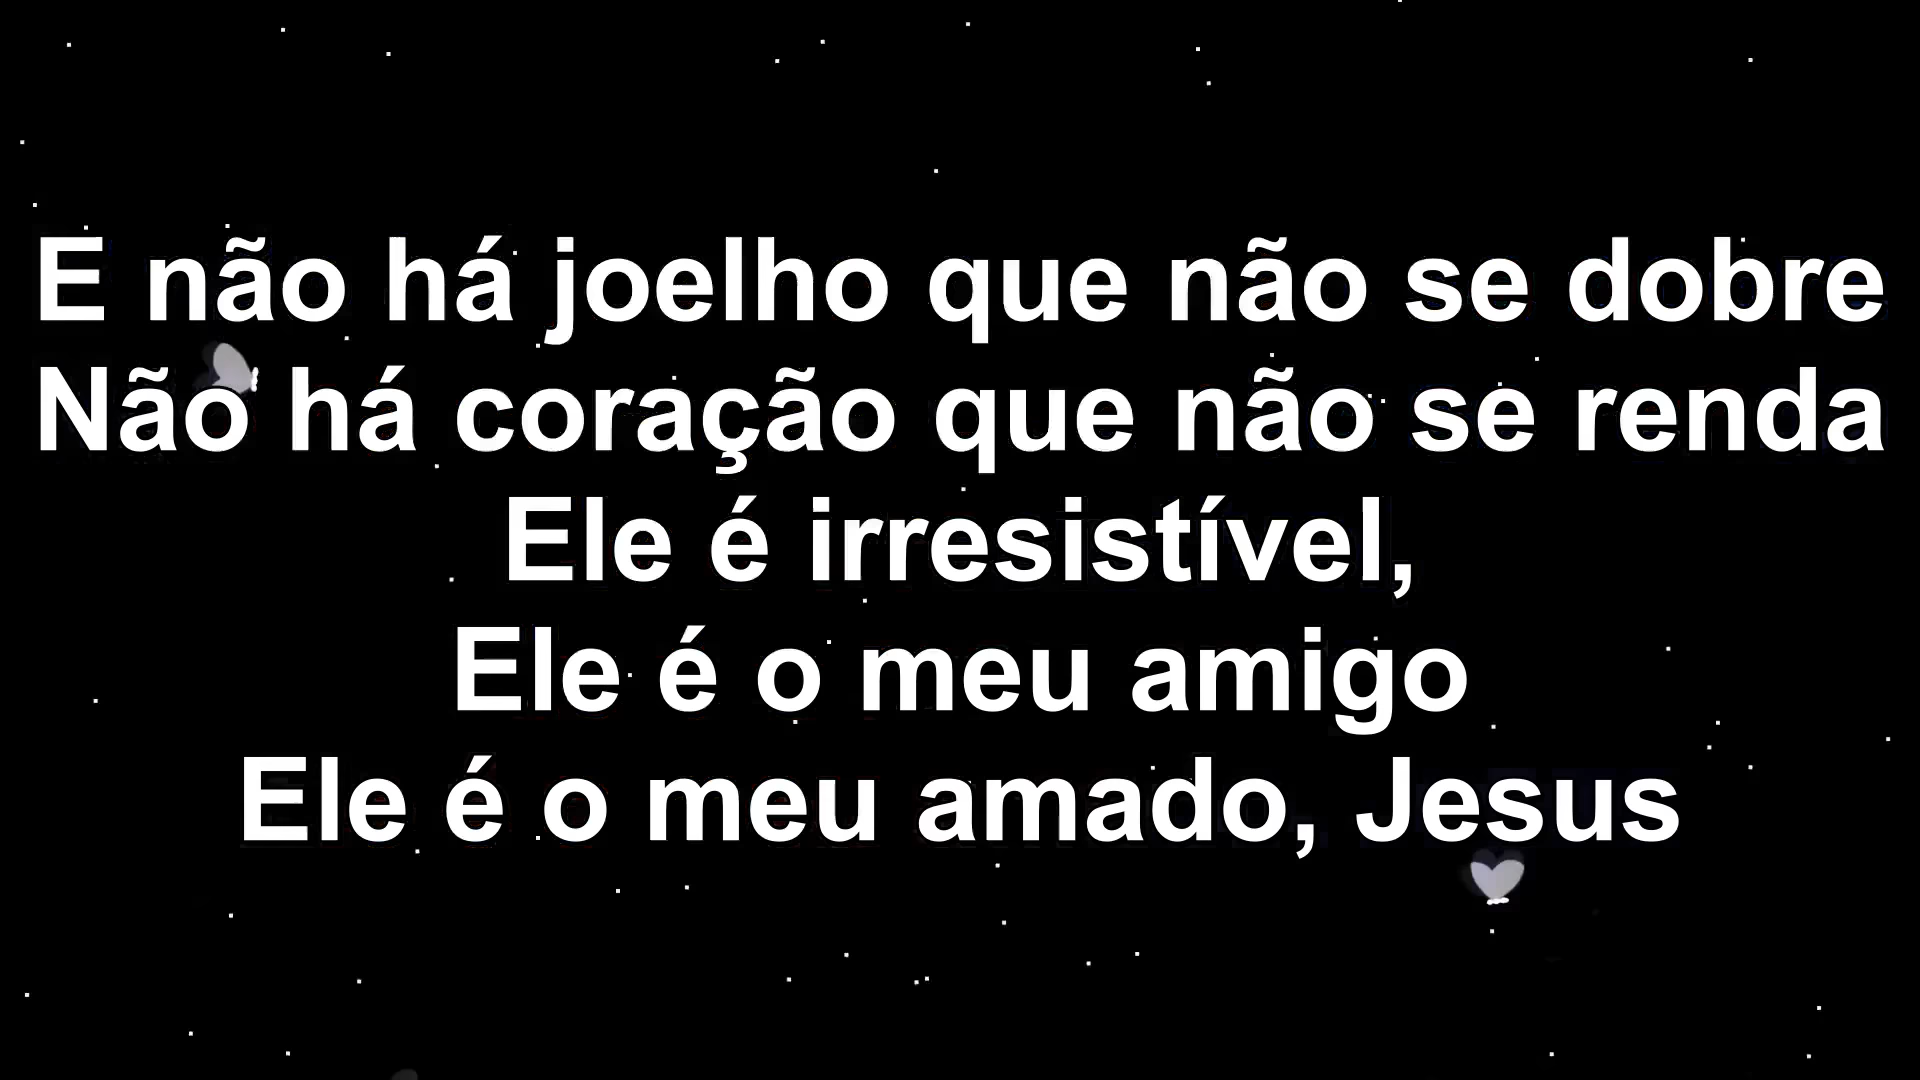 E não há joelho que não se dobre
Não há coração que não se renda
Ele é irresistível,
Ele é o meu amigo
Ele é o meu amado, Jesus